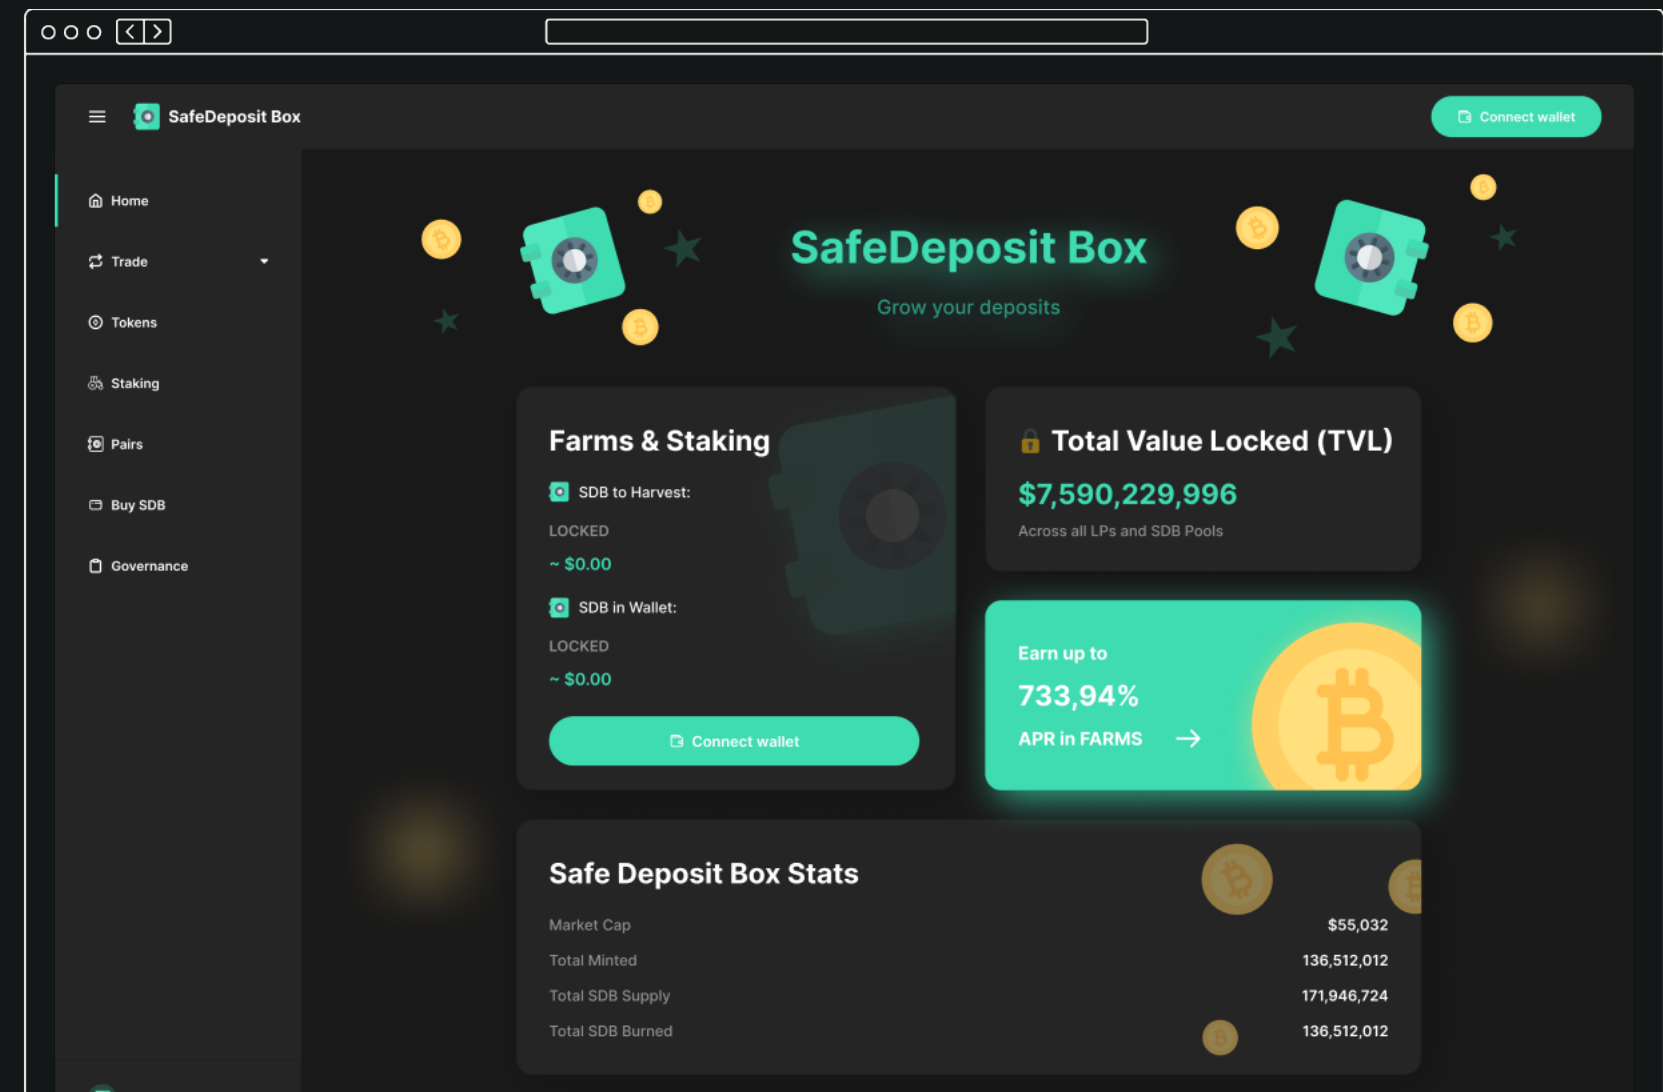 SafeDeposit Box
Connect wallet
Home
Trade
Tokens
Staking
Pairs
Buy SDB
Governance
SafeDeposit Box
Grow your deposits
Farms & Staking
SDB to Harvest:
LOCKED
~ $0.00
SDB in Wallet:
LOCKED
~ $0.00
Connect wallet
Total Value Locked (TVL)
$7,590,229,996
Across all LPs and SDB Pools
Earn up to
733,94%
APR in FARMS
Safe Deposit Box Stats
Market Cap $55,032
Total Minted 136,512,012
Total SDB Supply 171,946,724
Total SDB Burned 136,512,012